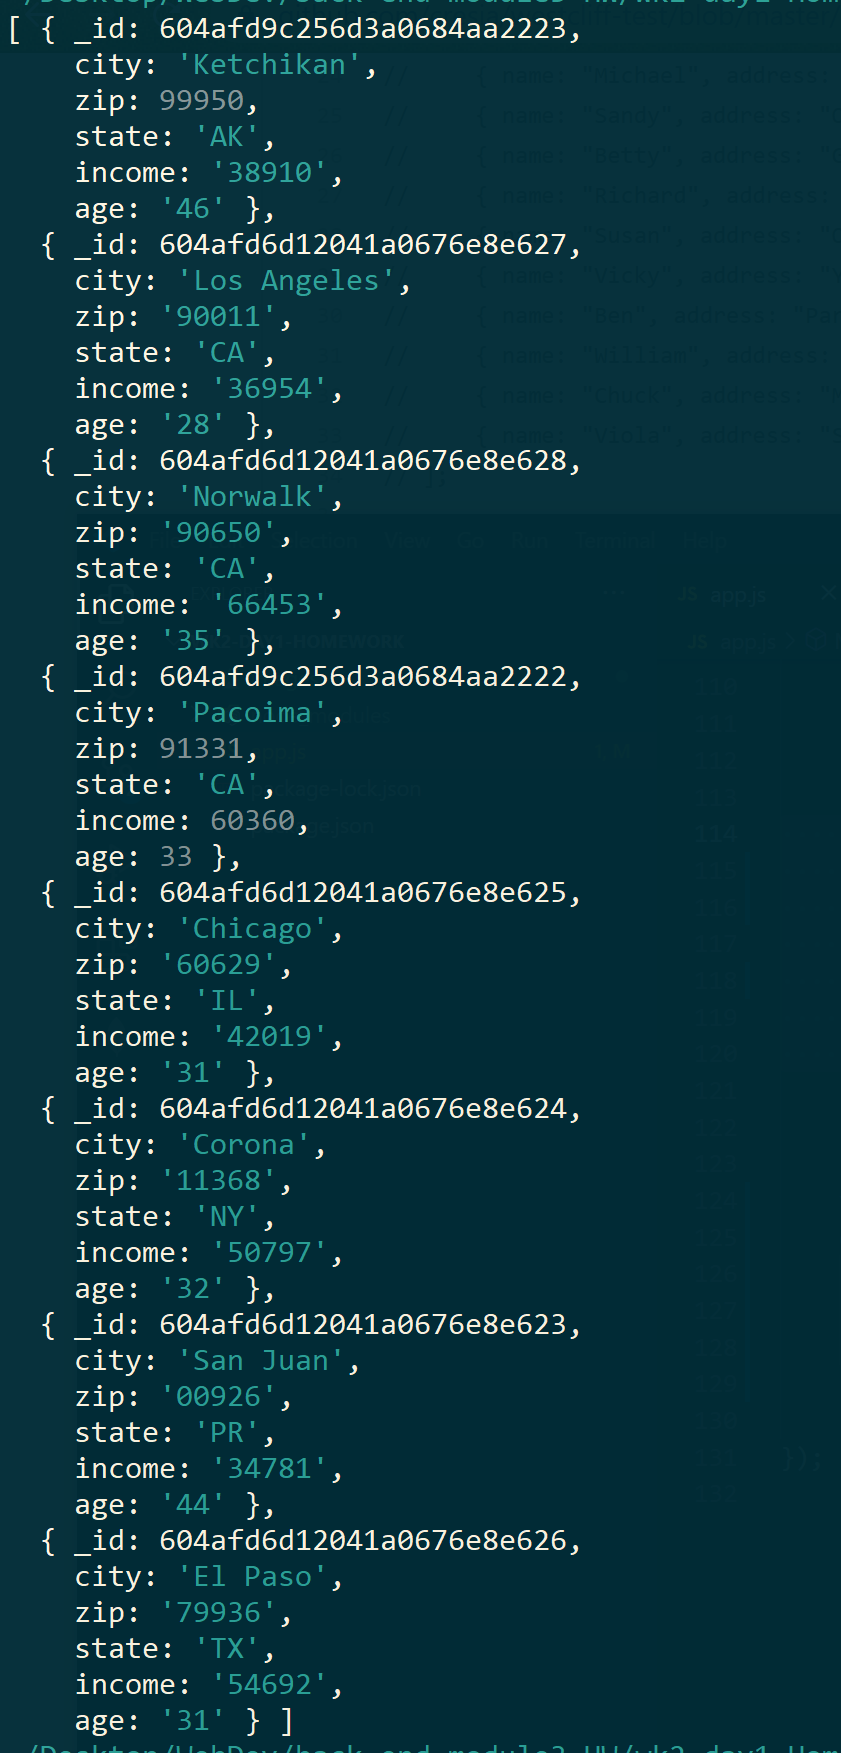 [ { _id: 604afd9c256d3a0684aa2223,
city: 'Ketchikan',
zip: 99950,
state: 'AK',
income: '38910',
age: '46' },
{ _id: 604afd6d12041a0676e8e627,
city: 'Los Angeles',
zip: '90011',
state: 'CA',
income: '36954',
age: '28' },
{ _id: 604afd6d12041a0676e8e628,
city: 'Norwalk',
zip: '90650',
state: 'CA',
income: '66453',
age: '35' },
{ _id: 604afd9c256d3a0684aa2222,
city: 'Pacoima',
zip: 91331,
state: 'CA',
income: 60360,
age: 33 },
{ _id: 604afd6d12041a0676e8e625,
city: 'Chicago',
zip: '60629',
state: 'IL',
income: '42019',
age: '31' },
{ _id: 604afd6d12041a0676e8e624,
city: 'Corona',
zip: '11368',
state: 'NY',
income: '50797',
age: '32' },
{ _id: 604afd6d12041a0676e8e623,
city: 'San Juan',
zip: '00926',
state: 'PR',
income: '34781',
age: '44' },
{ _id: 604afd6d12041a0676e8e626,
city: 'El Paso',
zip: '79936',
state: 'TX',
income: '54692',
age: '31' } ]